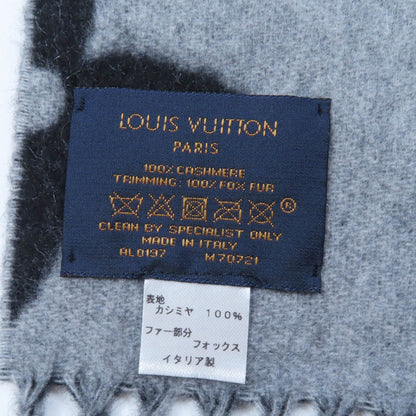 LOUIS VUITTON
PARIS
100% CASHMERE
TRIMMING: 100% FOX FUR
®
CLEAN BY SPECIALIST ONLY
MADE IN ITALY
AL0197 M70721
表地
カシミヤ 100%
ファー部分
フォックス
イタリア製